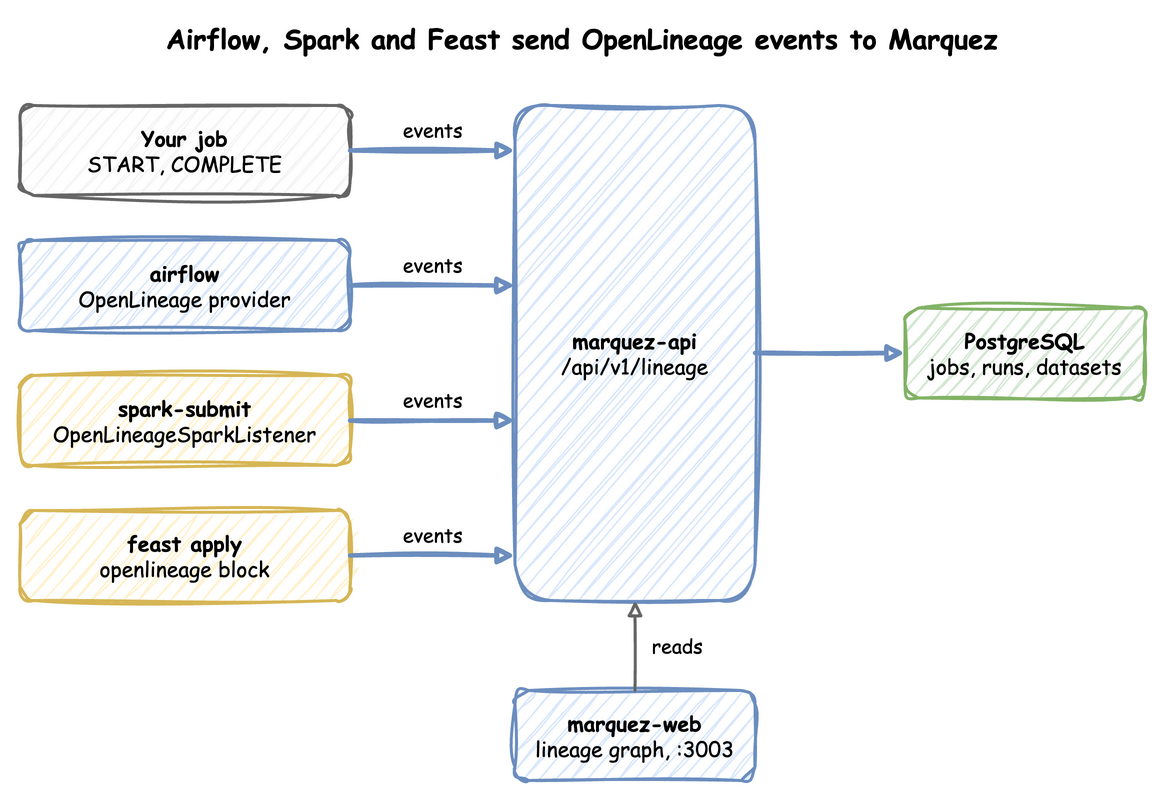 Airflow, Spark and Feast send OpenLineage events to Marquez
Your job
START, COMPLETE
events
airflow
OpenLineage provider
events
spark-submit
OpenLineageSparkListener
events
feast apply
openlineage block
events
marquez-api
/api/v1/lineage
PostgreSQL
jobs, runs, datasets
reads
marquez-web
lineage graph, :3003